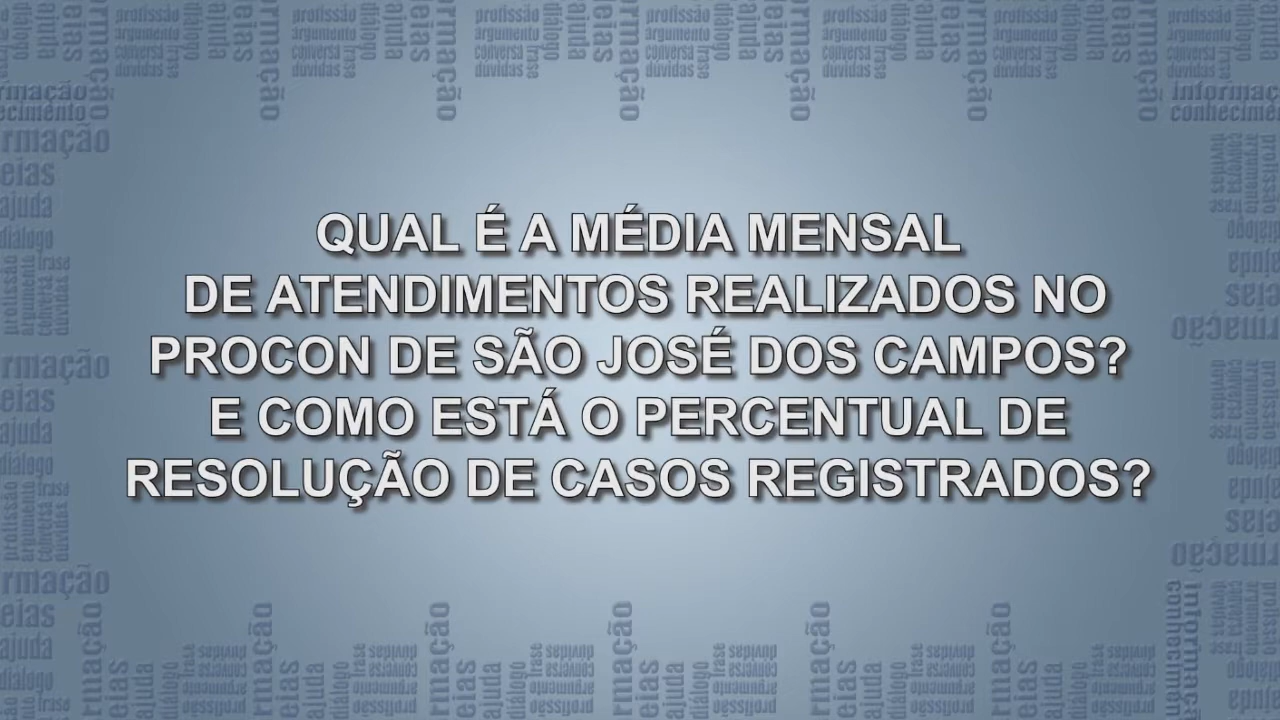 QUAL É A MÉDIA MENSAL
DE ATENDIMENTOS REALIZADOS NO
PROCON DE SÃO JOSÉ DOS CAMPOS?
E COMO ESTÁ O PERCENTUAL DE
RESOLUÇÃO DE CASOS REGISTRADOS?